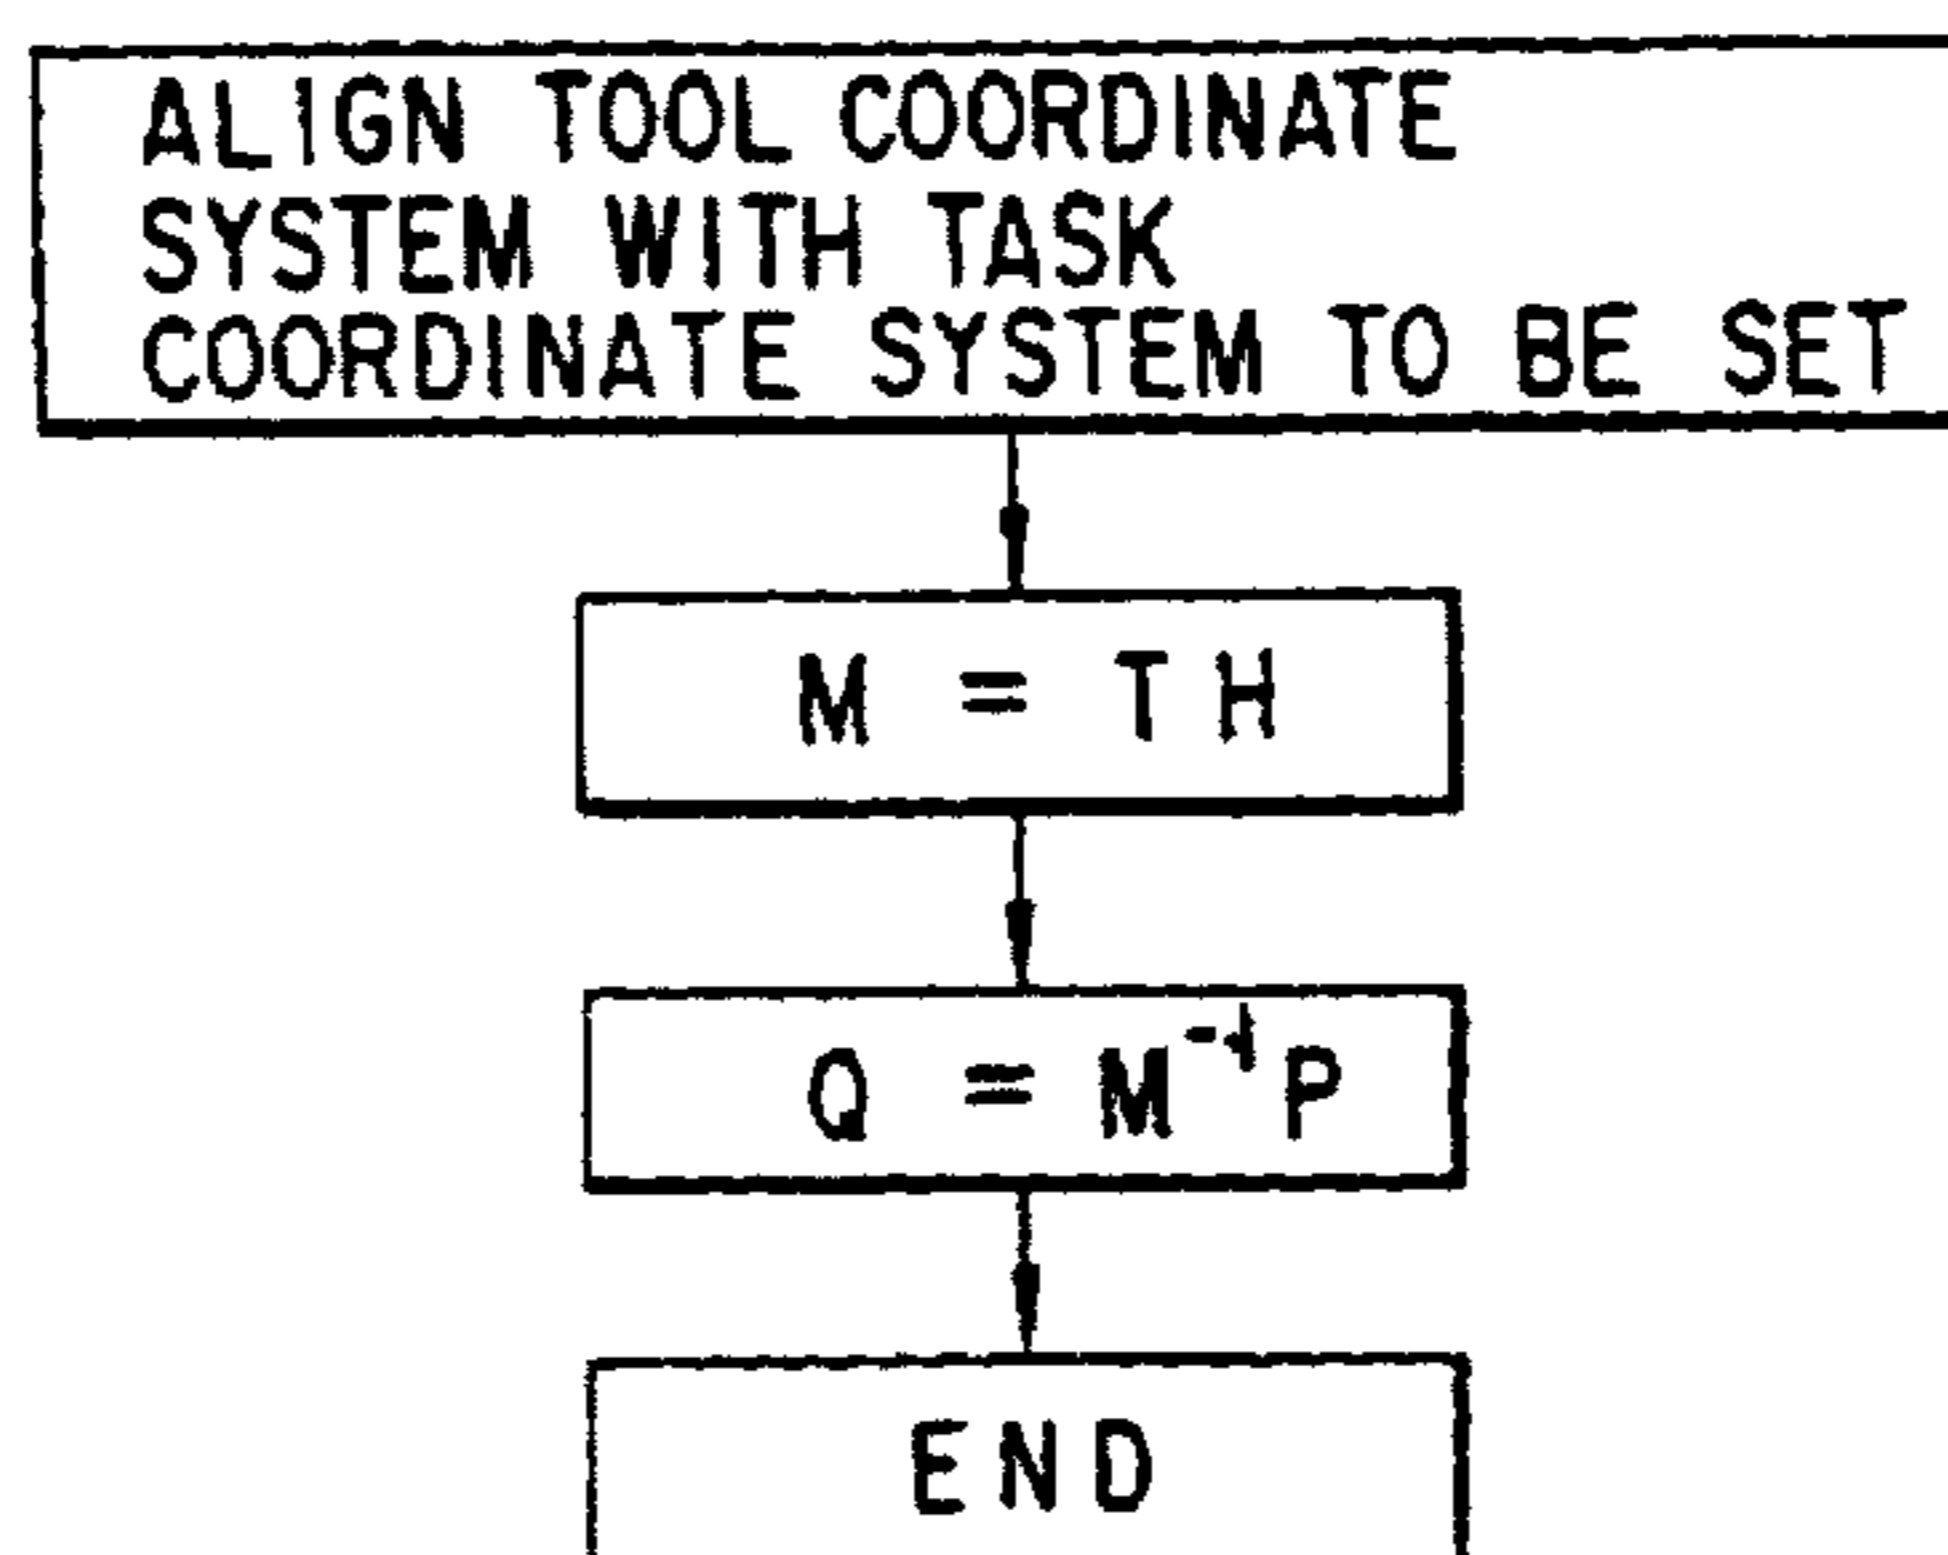 ALIGN TOOL COORDINATE
SYSTEM WITH TASK
COORDINATE SYSTEM TO BE SET
M = TH
Q = M⁻¹P
END